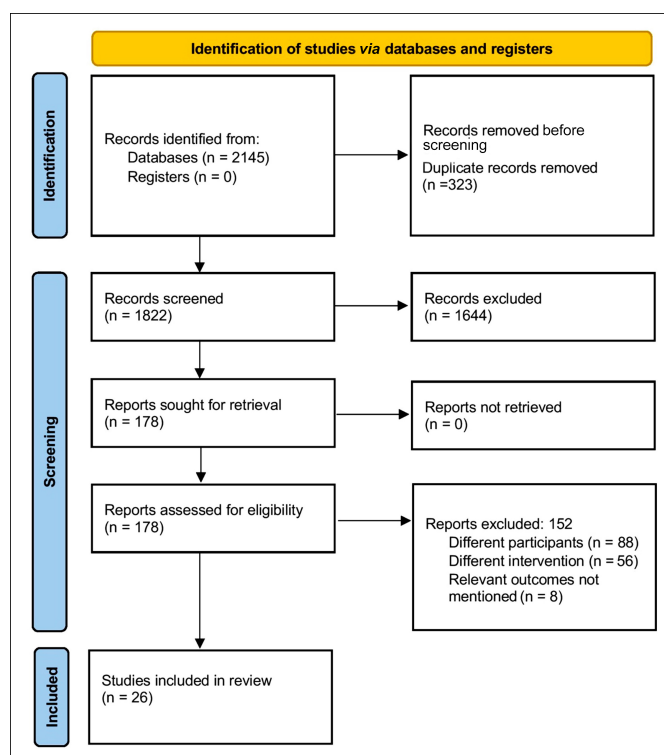 Identification of studies via databases and registers
Identification
Records identified from:
Databases (n = 2145)
Registers (n = 0)
Records removed before
screening
Duplicate records removed
(n =323)
Screening
Records screened
(n = 1822)
Records excluded
(n = 1644)
Reports sought for retrieval
(n = 178)
Reports not retrieved
(n = 0)
Reports assessed for eligibility
(n = 178)
Reports excluded: 152
Different participants (n = 88)
Different intervention (n = 56)
Relevant outcomes not
mentioned (n = 8)
Included
Studies included in review
(n = 26)